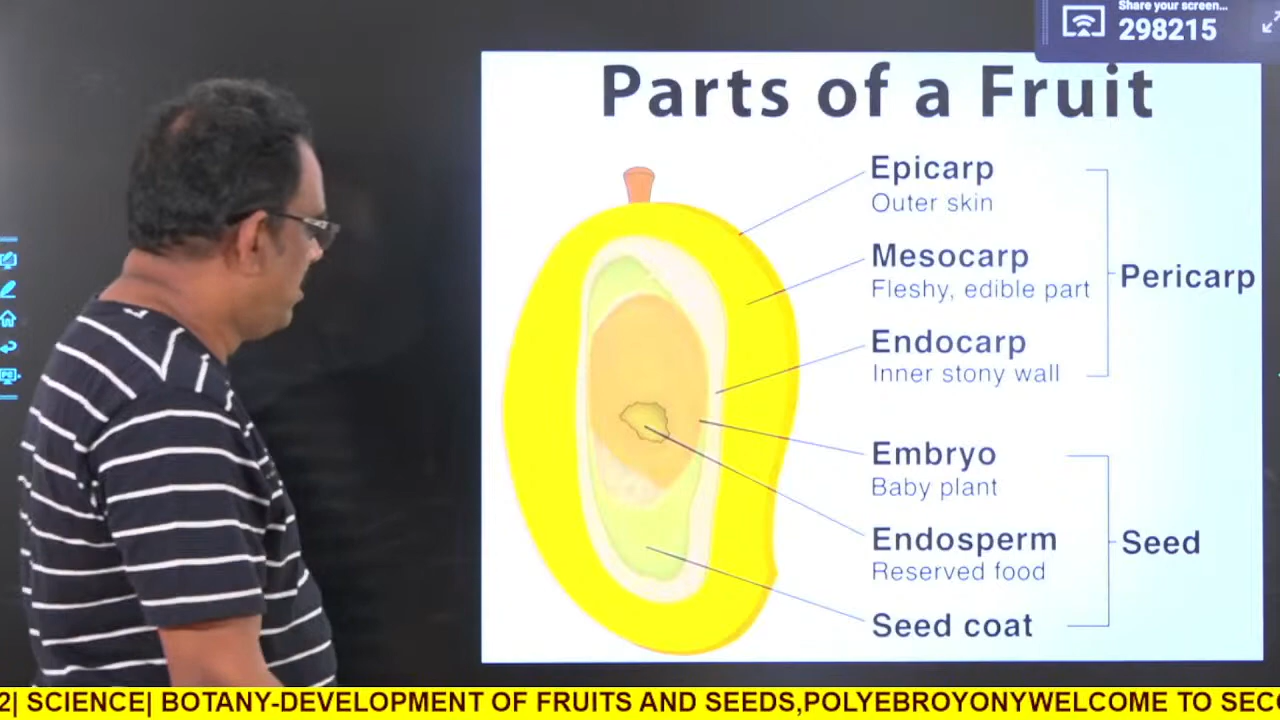 Share your screen...
298215
Parts of a Fruit
Epicarp
Outer skin
Mesocarp
Fleshy, edible part
Pericarp
Endocarp
Inner stony wall
Embryo
Baby plant
Endosperm
Reserved food
Seed
Seed coat
2| SCIENCE| BOTANY-DEVELOPMENT OF FRUITS AND SEEDS,POLYEBROYONYWELCOME TO SEC